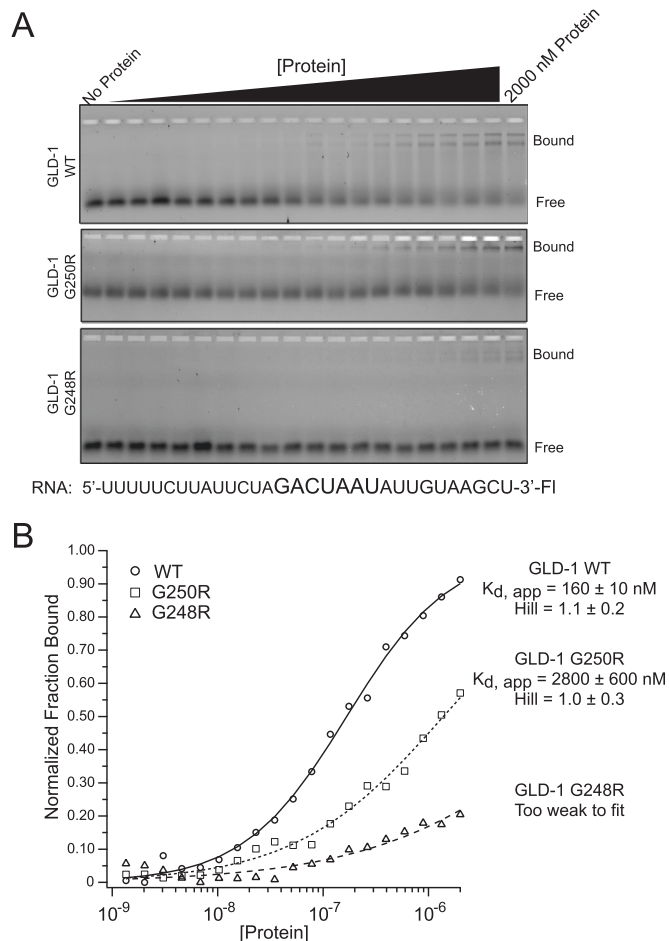 A
No Protein
[Protein]
2000 nM Protein
GLD-1
WT
Bound
Free
GLD-1
G250R
Bound
Free
GLD-1
G248R
Bound
Free
RNA: 5'-UUUUUCUUAUUCUAGACUAAUAUUGUAAGCU-3'-Fl
B
Normalized Fraction Bound
1.00
0.90
0.80
0.70
0.60
0.50
0.40
0.30
0.20
0.10
0
WT
G250R
G248R
GLD-1 WT
Kd, app = 160 ± 10 nM
Hill = 1.1 ± 0.2
GLD-1 G250R
Kd, app = 2800 ± 600 nM
Hill = 1.0 ± 0.3
GLD-1 G248R
Too weak to fit
10-9 10-8 10-7 10-6
[Protein]